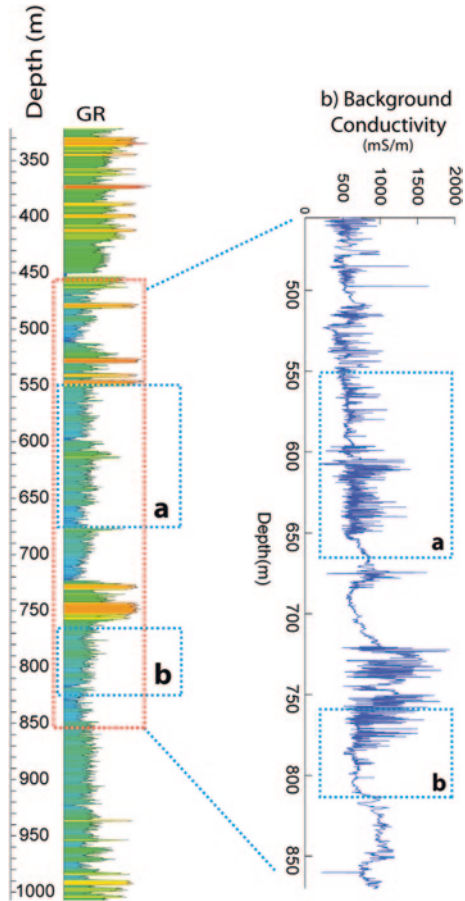 Depth (m)
GR
350
400
450
500
550
600
650
700
750
800
850
900
950
1000
a
b
b) Background
Conductivity
(mS/m)
0
500
1000
1500
2000
Depth(m)
500
550
600
650
700
750
800
850
a
b